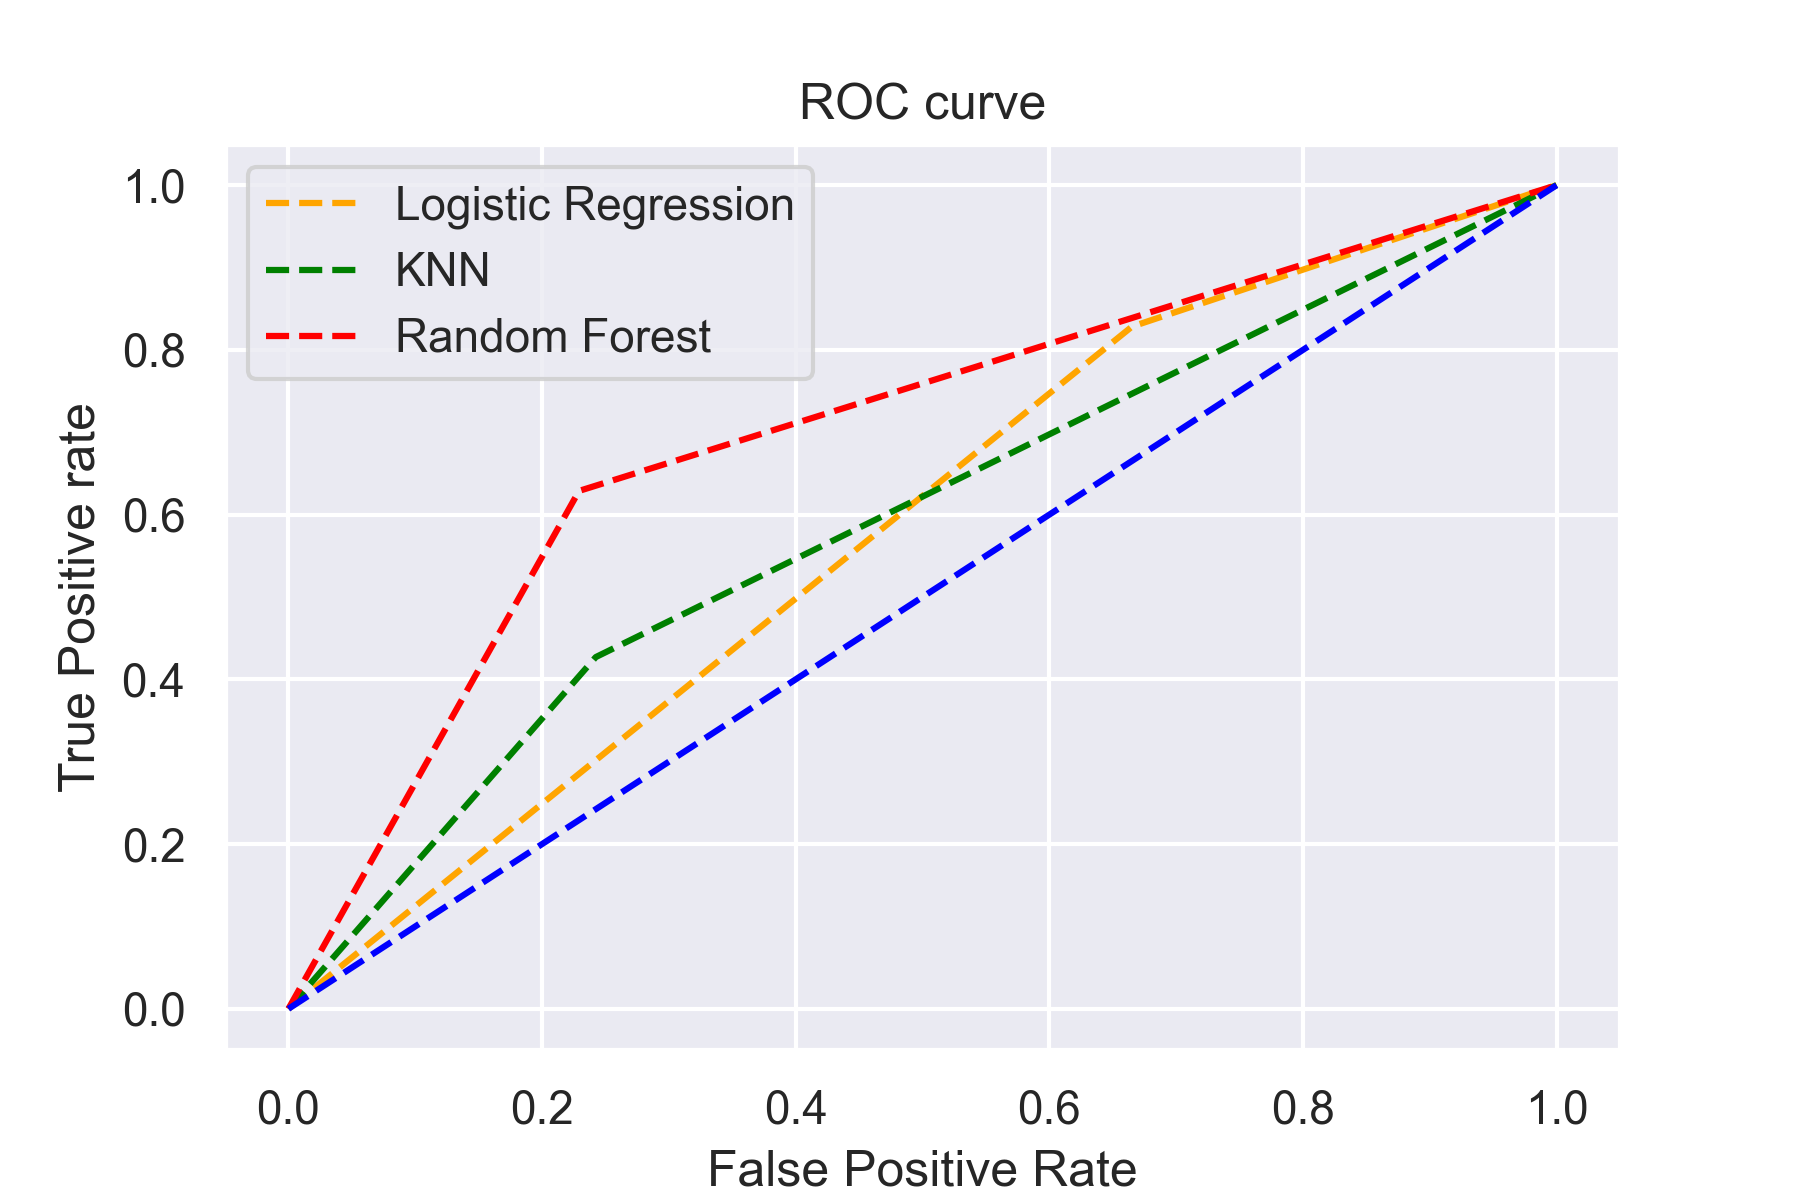 ROC curve
Logistic Regression
KNN
Random Forest
1.0
0.8
0.6
0.4
0.2
0.0
True Positive rate
0.0 0.2 0.4 0.6 0.8 1.0
False Positive Rate